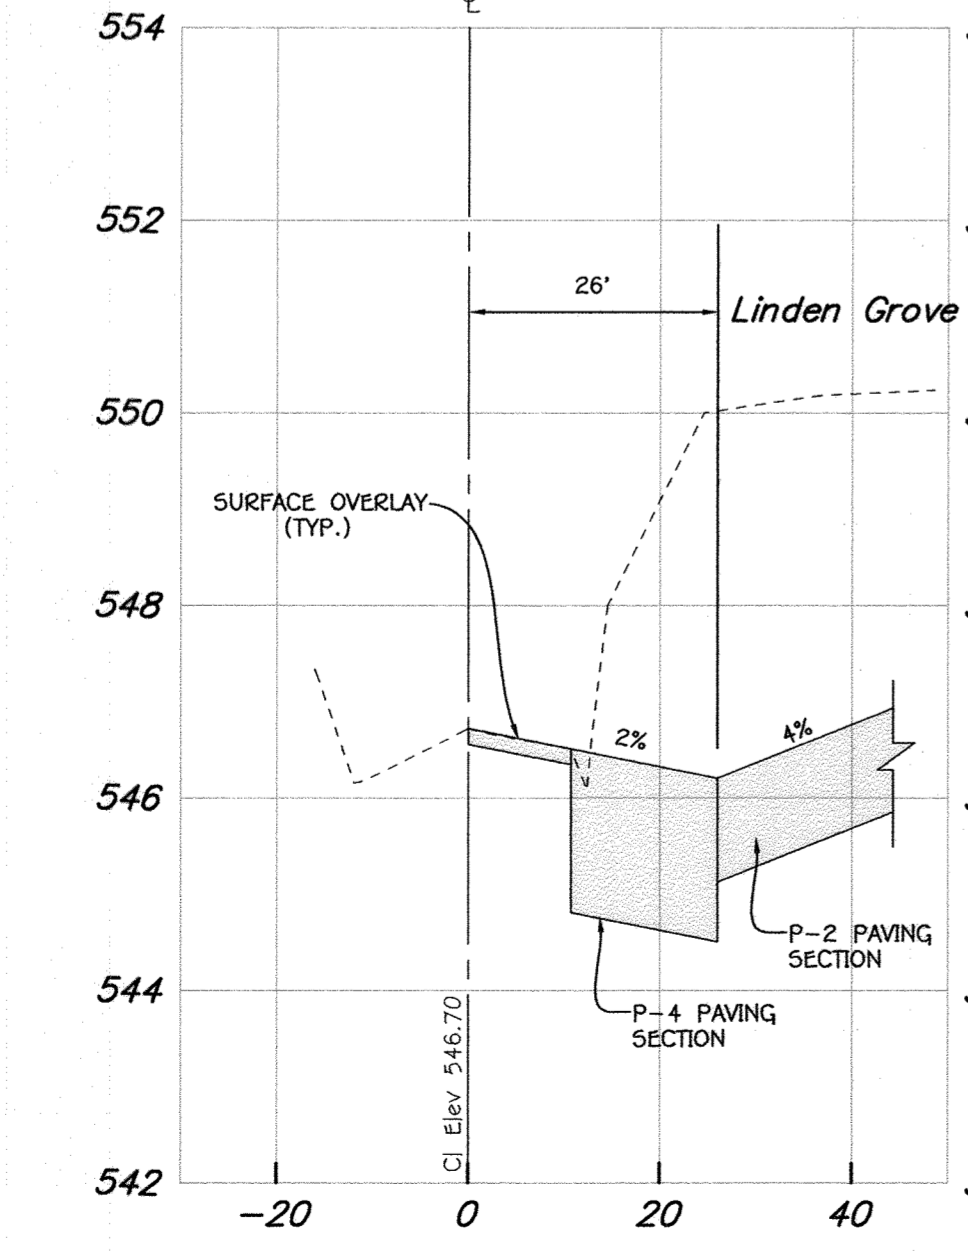 ℄
554
552
26'
Linden Grove
550
SURFACE OVERLAY
(TYP.)
548
2%
4%
546
P-2 PAVING
SECTION
544
P-4 PAVING
SECTION
Cl Elev 546.70
542
-20 0 20 40